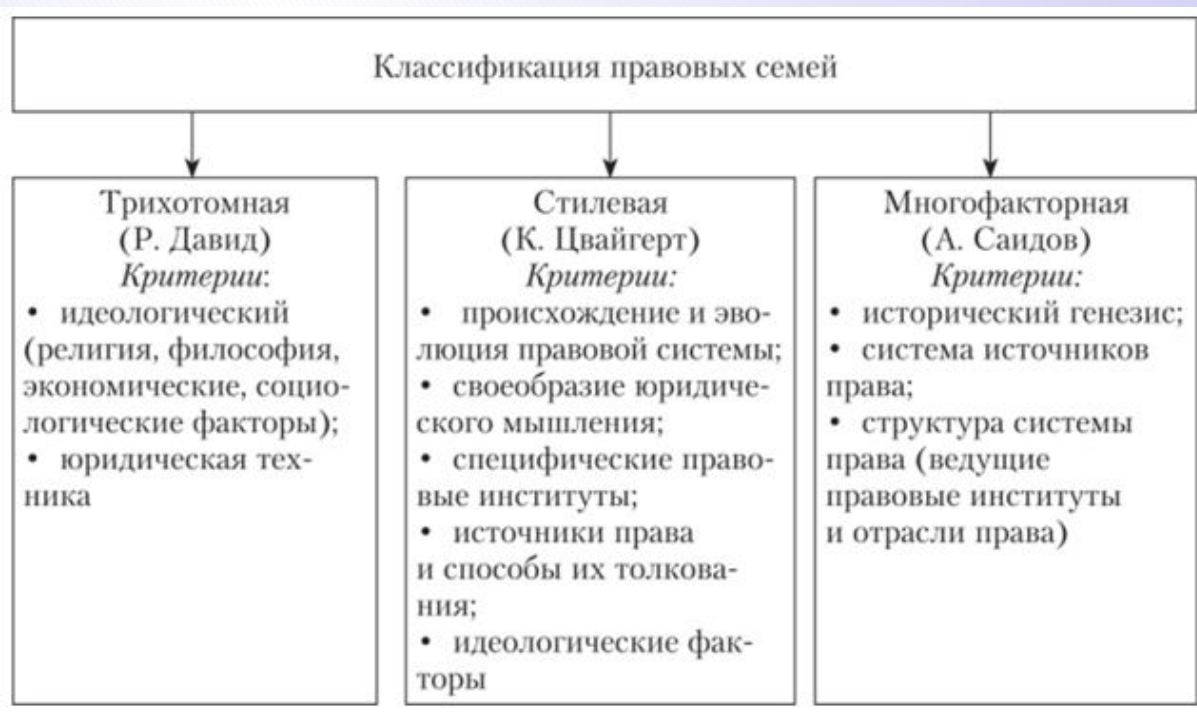 Классификация правовых семей
Трихотомная
(Р. Давид)
Критерии:
• идеологический
(религия, философия,
экономические, социо-
логические факторы);
• юридическая тех-
ника
Стилевая
(К. Цвайгерт)
Критерии:
• происхождение и эво-
люция правовой системы;
• своеобразие юридиче-
ского мышления;
• специфические право-
вые институты;
• источники права
и способы их толкова-
ния;
• идеологические фак-
торы
Многофакторная
(А. Саидов)
Критерии:
• исторический генезис;
• система источников
права;
• структура системы
права (ведущие
правовые институты
и отрасли права)